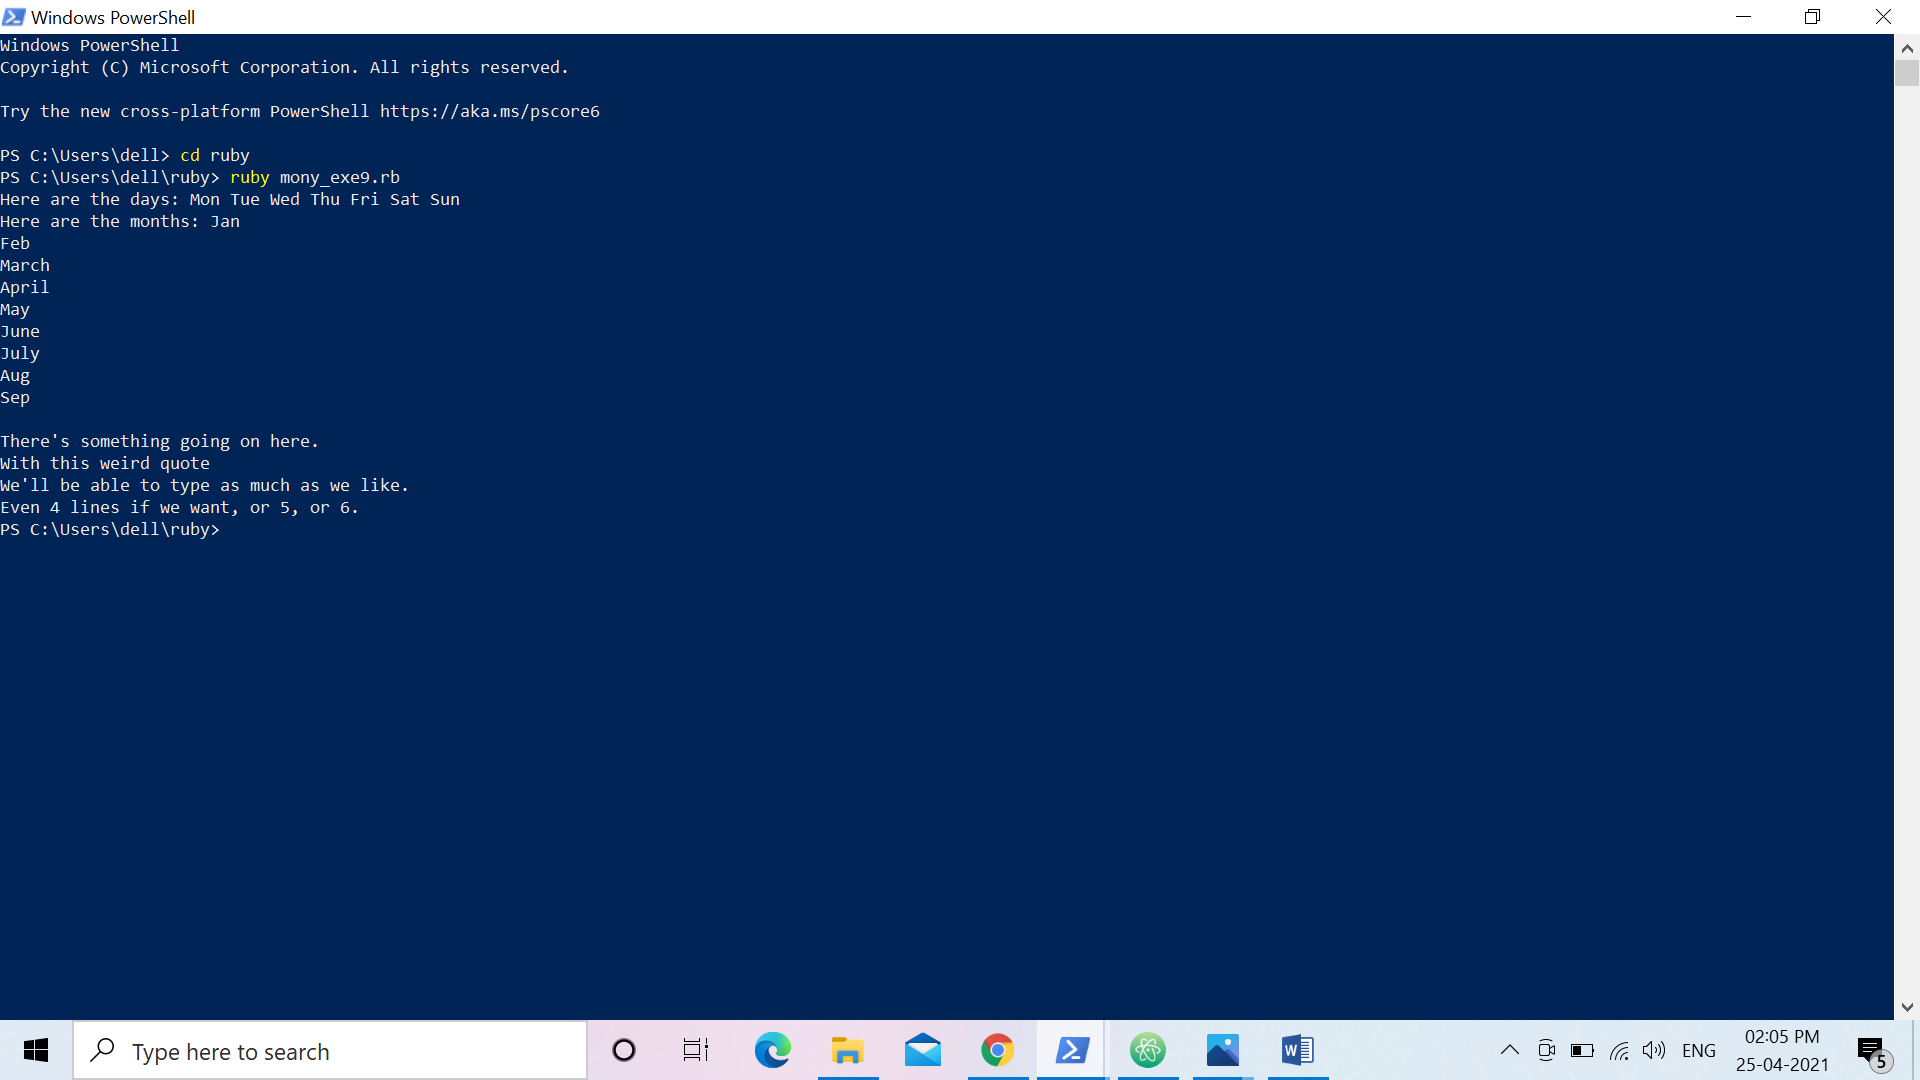 Windows PowerShell
Windows PowerShell
Copyright (C) Microsoft Corporation. All rights reserved.
Try the new cross-platform PowerShell https://aka.ms/pscore6
PS C:\Users\dell> cd ruby
PS C:\Users\dell\ruby> ruby mony_exe9.rb
Here are the days: Mon Tue Wed Thu Fri Sat Sun
Here are the months: Jan
Feb
March
April
May
June
July
Aug
Sep
There's something going on here.
With this weird quote
We'll be able to type as much as we like.
Even 4 lines if we want, or 5, or 6.
PS C:\Users\dell\ruby>
Type here to search
ENG
02:05 PM
25-04-2021
5